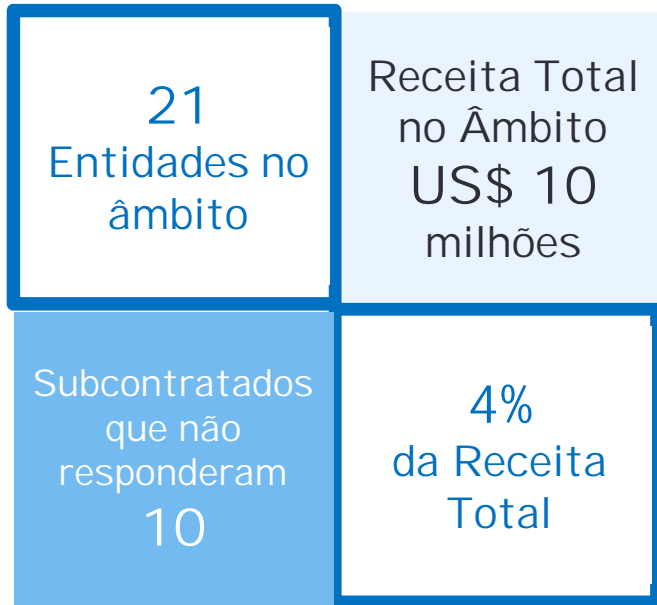 21
Entidades no
âmbito
Receita Total
no Âmbito
US$ 10
milhões
Subcontratados
que não
responderam
10
4%
da Receita
Total